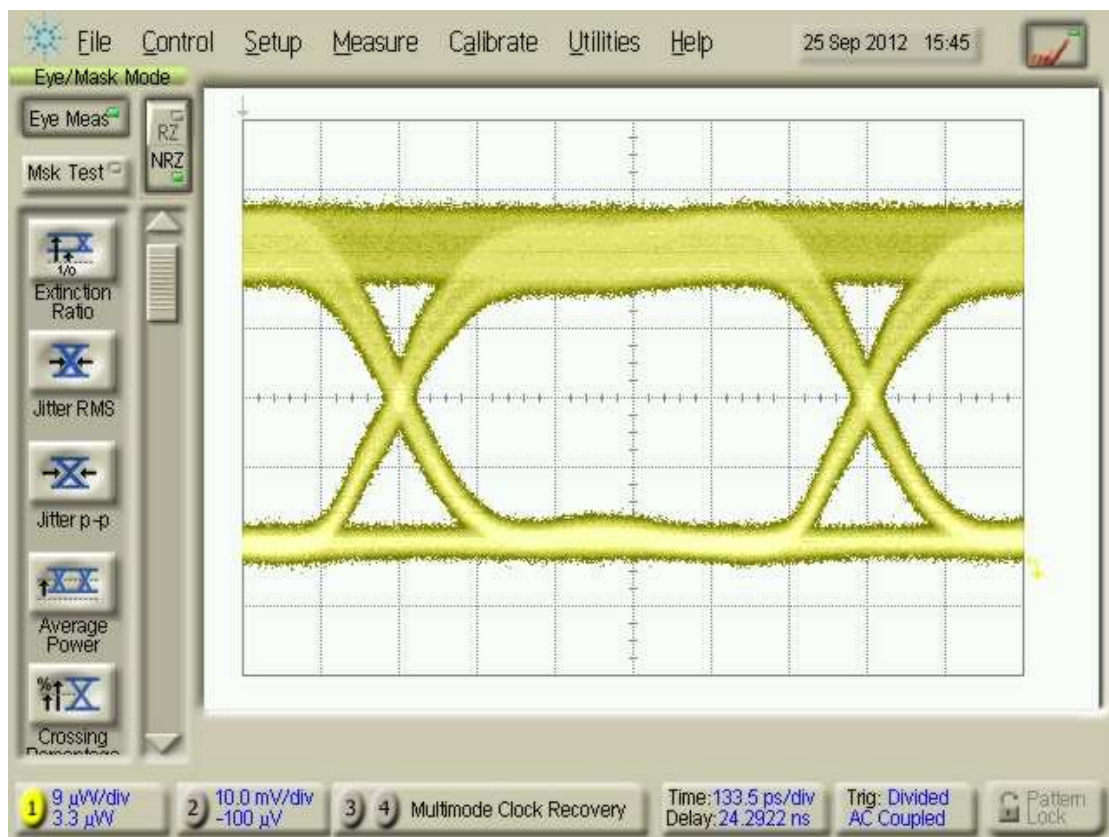 File Control Setup Measure Calibrate Utilities Help 25 Sep 2012 15:45
Eye/Mask Mode
Eye Meas
RZ
NRZ
Msk Test
1/0
Extinction
Ratio
Jitter RMS
Jitter p-p
Average
Power
%
Crossing
Percentage
1 9 µW/div
3.3 µW
2 10.0 mV/div
-100 µV
3 4 Multimode Clock Recovery
Time:133.5 ps/div
Delay:24.2922 ns
Trig: Divided
AC Coupled
Pattern
Lock